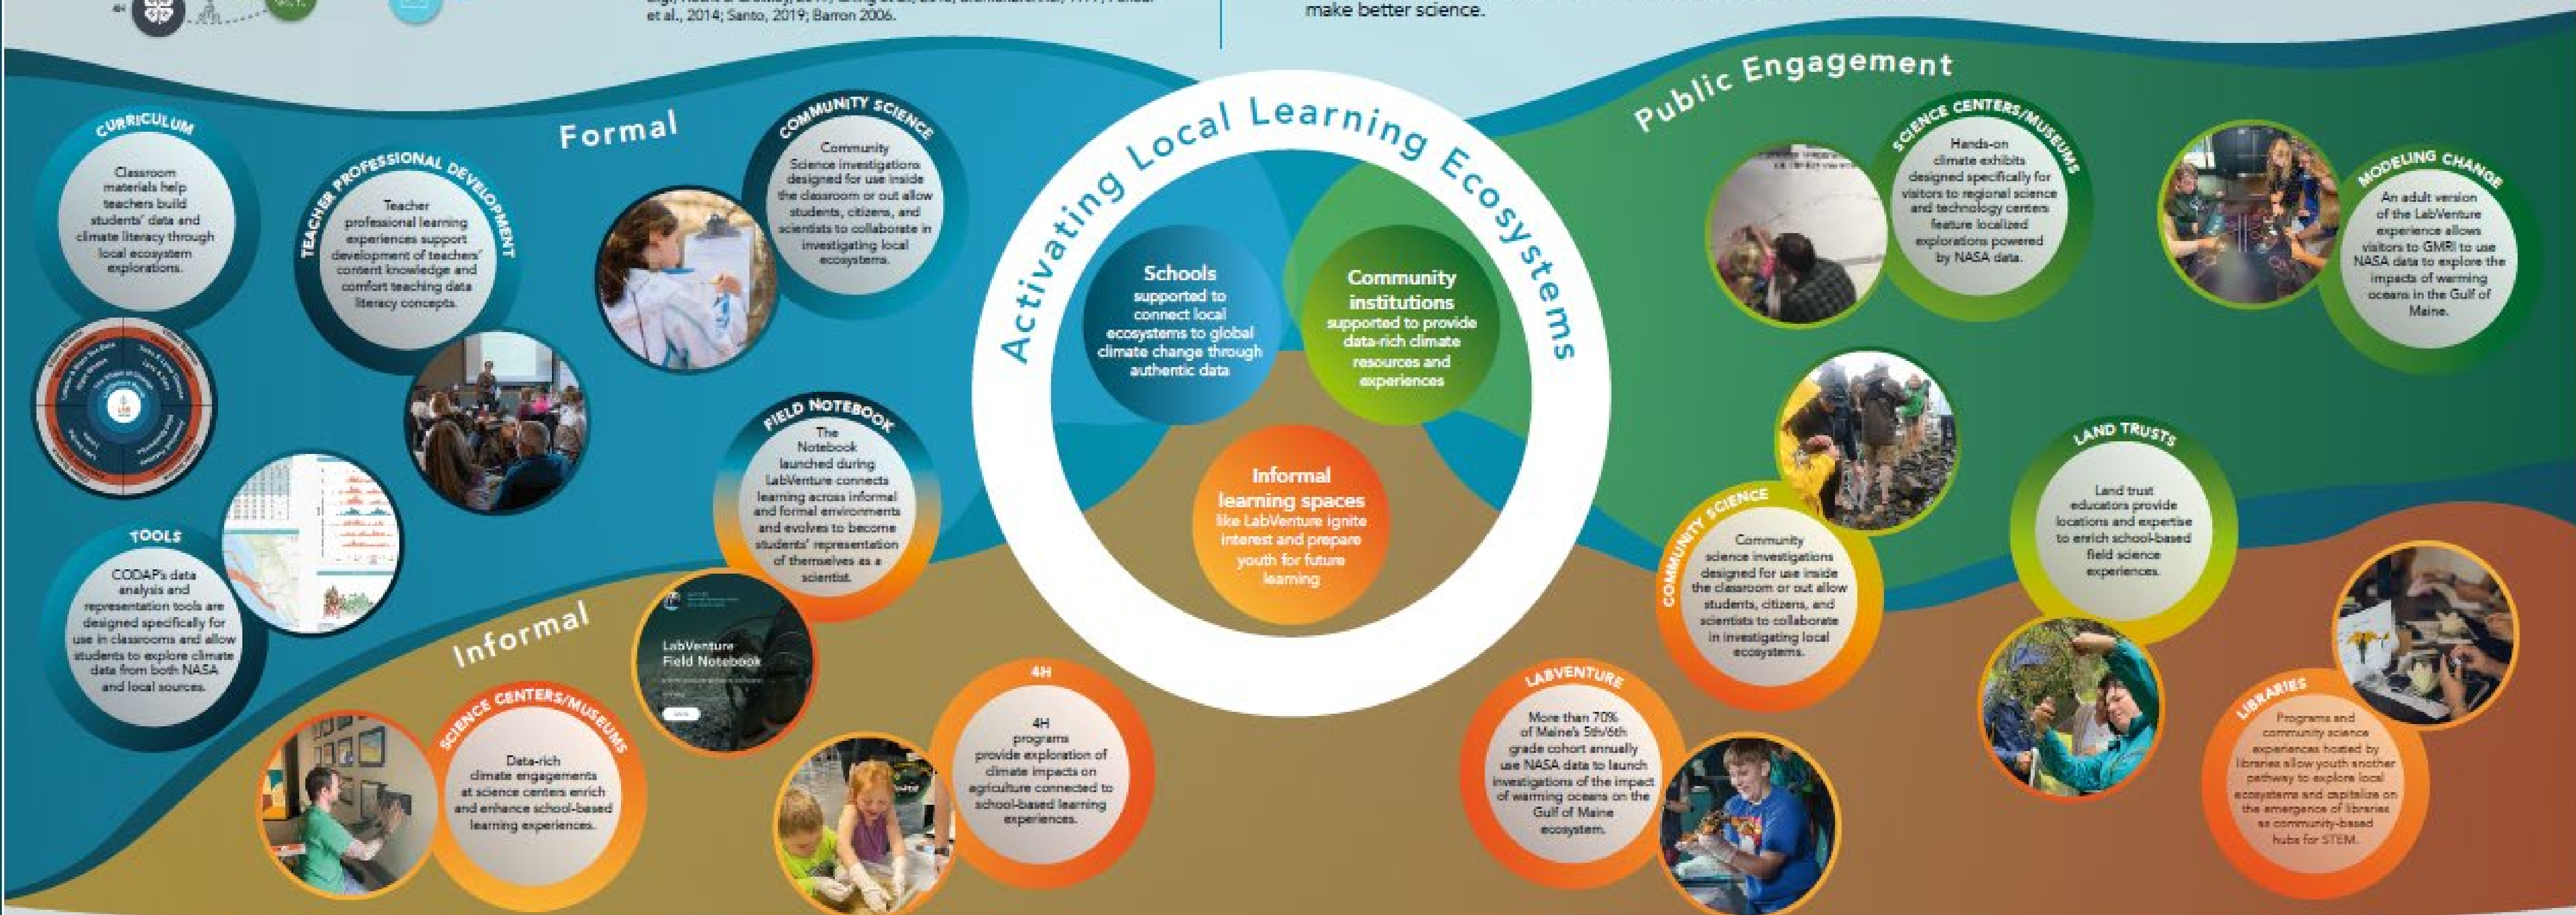 4H
et al., 2014; Santo, 2019; Barron 2006.
make better science.
Formal
CURRICULUM
Classroom
materials help
teachers build
students' data and
climate literacy through
local ecosystem
explorations.
TEACHER PROFESSIONAL DEVELOPMENT
Teacher
professional learning
experiences support
development of teachers'
content knowledge and
comfort teaching data
literacy concepts.
COMMUNITY SCIENCE
Community
Science investigations
designed for use inside
the classroom or out allow
students, citizens, and
scientists to collaborate in
investigating local
ecosystems.
TOOLS
CODAP's data
analysis and
representation tools are
designed specifically for
use in classrooms and allow
students to explore climate
data from both NASA
and local sources.
FIELD NOTEBOOK
The
Notebook
launched during
LabVenture connects
learning across informal
and formal environments
and evolves to become
students' representation
of themselves as a
scientist.
LabVenture
Field Notebook
Informal
SCIENCE CENTERS/MUSEUMS
Data-rich
climate engagements
at science centers enrich
and enhance school-based
learning experiences.
4H
4H
programs
provide exploration of
climate impacts on
agriculture connected to
school-based learning
experiences.
Activating Local Learning Ecosystems
Schools
supported to
connect local
ecosystems to global
climate change through
authentic data
Community
institutions
supported to provide
data-rich climate
resources and
experiences
Informal
learning spaces
like LabVenture ignite
interest and prepare
youth for future
learning
Public Engagement
SCIENCE CENTERS/MUSEUMS
Hands-on
climate exhibits
designed specifically for
visitors to regional science
and technology centers
feature localized
explorations powered
by NASA data.
MODELING CHANGE
An adult version
of the LabVenture
experience allows
visitors to GMRI to use
NASA data to explore the
impacts of warming
oceans in the Gulf of
Maine.
COMMUNITY SCIENCE
Community
science investigations
designed for use inside
the classroom or out allow
students, citizens, and
scientists to collaborate
in investigating local
ecosystems.
LAND TRUSTS
Land trust
educators provide
locations and expertise
to enrich school-based
field science
experiences.
LABVENTURE
More than 70%
of Maine's 5th/6th
grade cohort annually
use NASA data to launch
investigations of the impact
of warming oceans on the
Gulf of Maine
ecosystem.
LIBRARIES
Programs and
community science
experiences hosted by
libraries allow youth another
pathway to explore local
ecosystems and capitalize on
the emergence of libraries
as community-based
hubs for STEM.